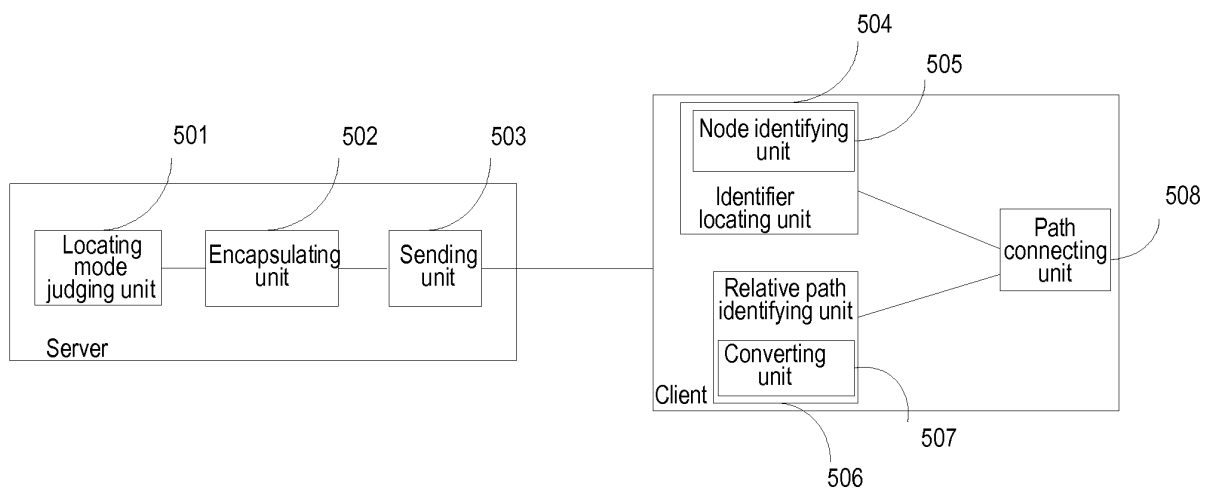 504
505
501
502
503
Node identifying
unit
Identifier
locating unit
508
Locating
mode
judging unit
Encapsulating
unit
Sending
unit
Path
connecting
unit
Relative path
identifying unit
Server
Converting
unit
Client
507
506